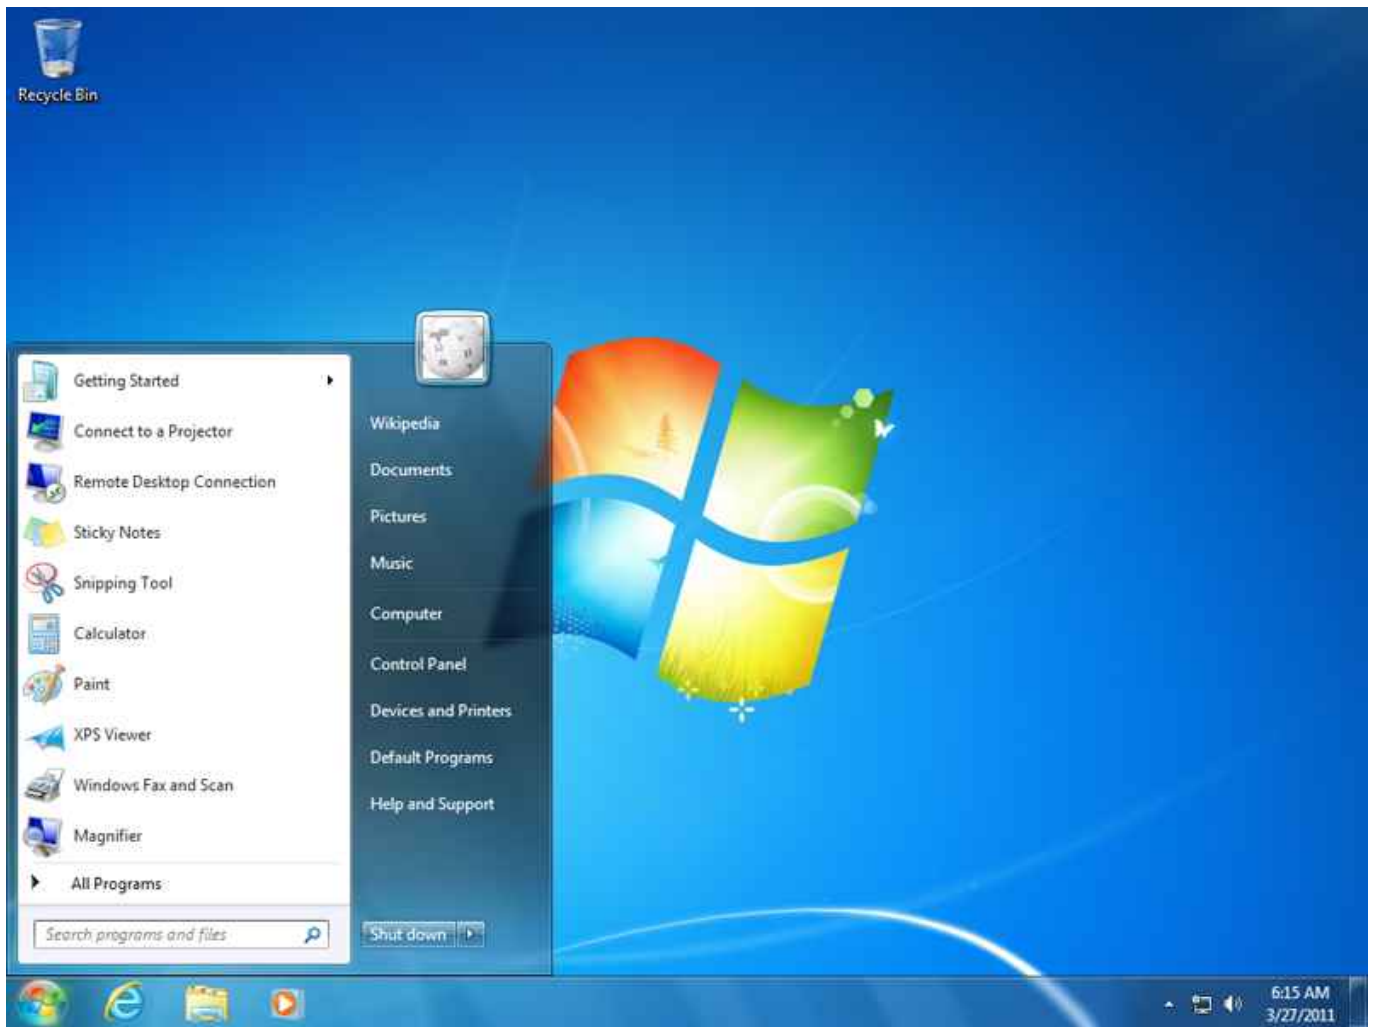 Recycle Bin
Getting Started
Connect to a Projector
Remote Desktop Connection
Sticky Notes
Snipping Tool
Calculator
Paint
XPS Viewer
Windows Fax and Scan
Magnifier
All Programs
Search programs and files
Wikipedia
Documents
Pictures
Music
Computer
Control Panel
Devices and Printers
Default Programs
Help and Support
Shut down
6:15 AM
3/27/2011